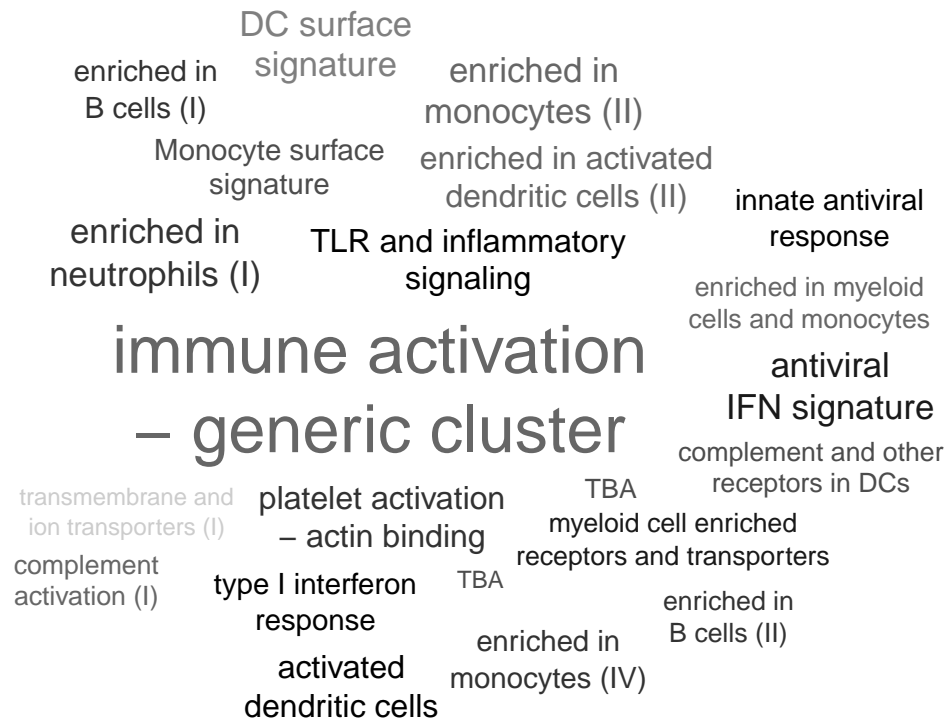 DC surface
signature
enriched in
B cells (I)
enriched in
monocytes (II)
Monocyte surface
signature
enriched in activated
dendritic cells (II)
innate antiviral
response
enriched in
neutrophils (I)
TLR and inflammatory
signaling
enriched in myeloid
cells and monocytes
immune activation
– generic cluster
antiviral
IFN signature
complement and other
receptors in DCs
transmembrane and
ion transporters (I)
platelet activation
– actin binding
TBA
myeloid cell enriched
receptors and transporters
complement
activation (I)
type I interferon
response
TBA
enriched in
B cells (II)
enriched in
monocytes (IV)
activated
dendritic cells